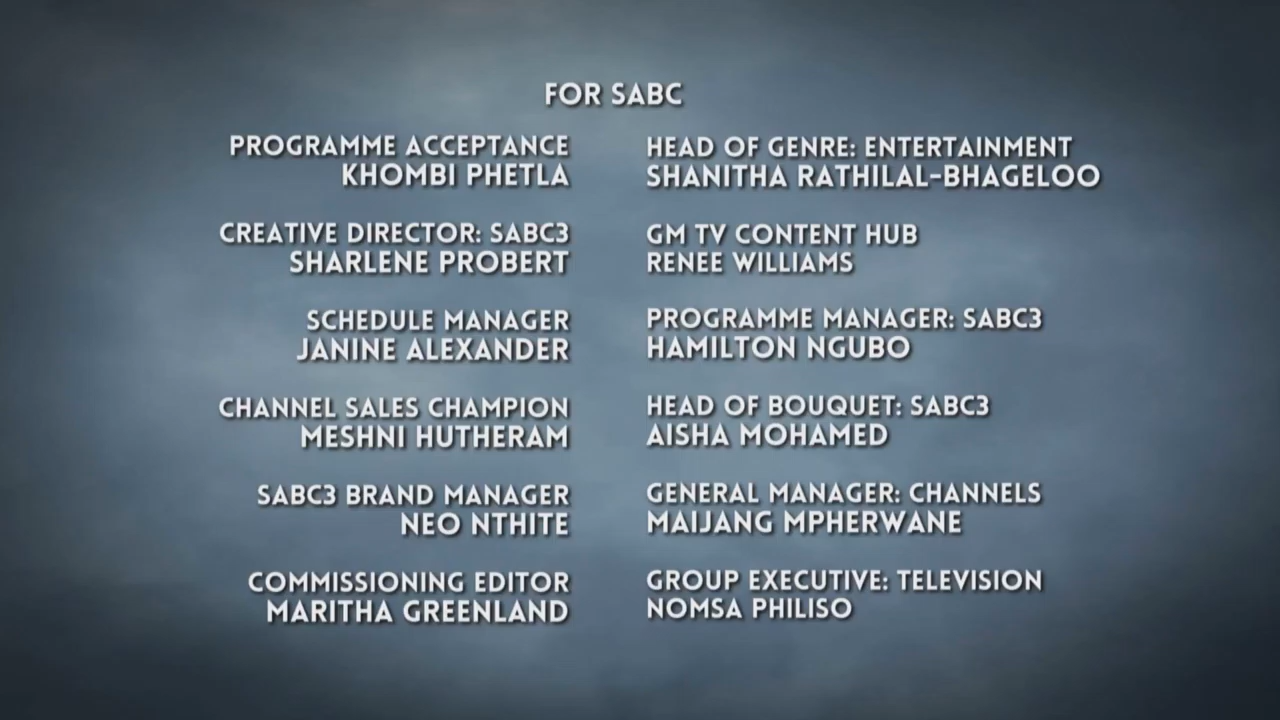 FOR SABC
PROGRAMME ACCEPTANCE
KHOMBI PHETLA
CREATIVE DIRECTOR: SABC3
SHARLENE PROBERT
SCHEDULE MANAGER
JANINE ALEXANDER
CHANNEL SALES CHAMPION
MESHNI HUTHERAM
SABC3 BRAND MANAGER
NEO NTHITE
COMMISSIONING EDITOR
MARITHA GREENLAND
HEAD OF GENRE: ENTERTAINMENT
SHANITHA RATHILAL-BHAGELOO
GM TV CONTENT HUB
RENEE WILLIAMS
PROGRAMME MANAGER: SABC3
HAMILTON NGUBO
HEAD OF BOUQUET: SABC3
AISHA MOHAMED
GENERAL MANAGER: CHANNELS
MAIJANG MPHERWANE
GROUP EXECUTIVE: TELEVISION
NOMSA PHILISO